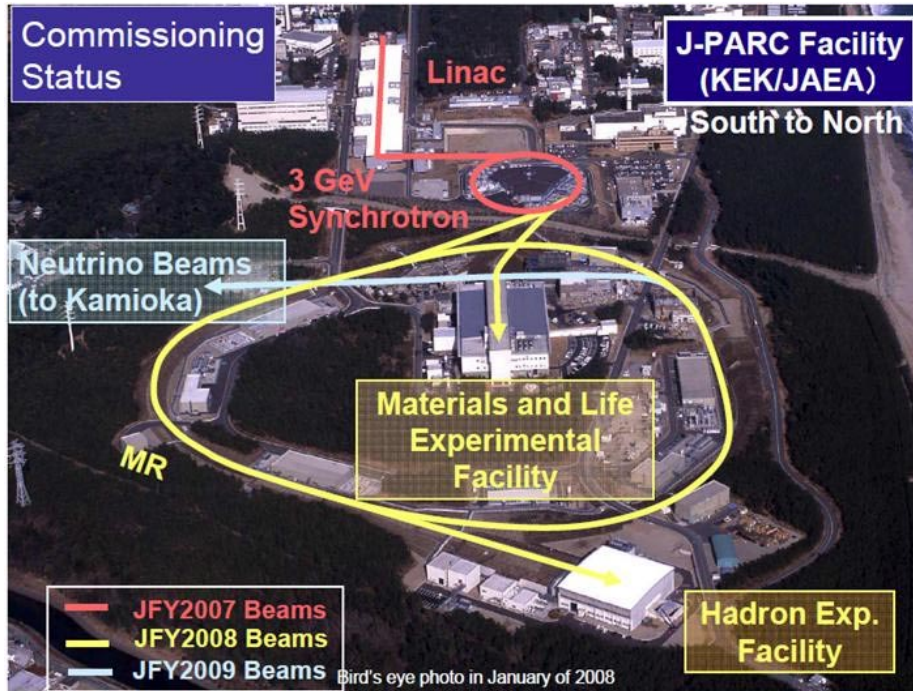 Commissioning
Status
J-PARC Facility
(KEK/JAEA）
South to North
Linac
3 GeV
Synchrotron
Neutrino Beams
(to Kamioka)
Materials and Life
Experimental
Facility
MR
Hadron Exp.
Facility
JFY2007 Beams
JFY2008 Beams
JFY2009 Beams
Bird's eye photo in January of 2008